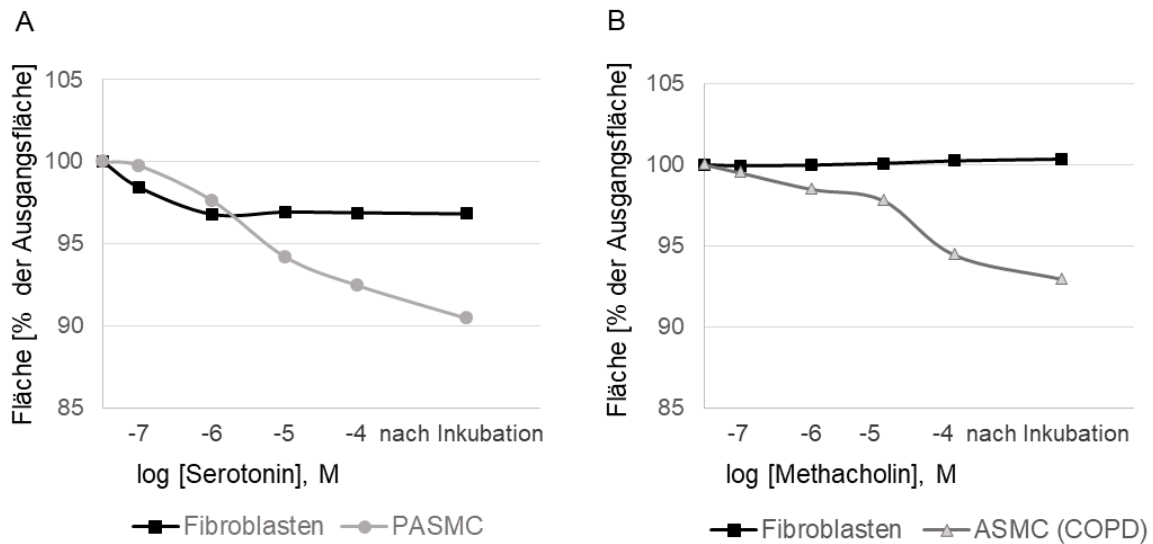 A
Fläche [% der Ausgangsfläche]
105
100
95
90
85
-7 -6 -5 -4 nach Inkubation
log [Serotonin], M
Fibroblasten PASMC
B
Fläche [% der Ausgangsfläche]
105
100
95
90
85
-7 -6 -5 -4 nach Inkubation
log [Methacholin], M
Fibroblasten ASMC (COPD)